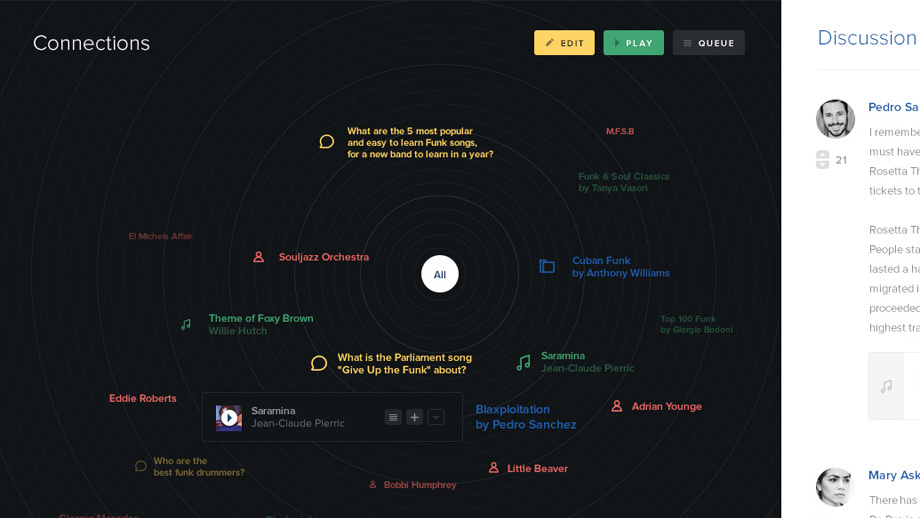 Connections
EDIT
PLAY
QUEUE
Discussion
What are the 5 most popular
and easy to learn Funk songs,
for a new band to learn in a year?
M.F.S.B
Funk & Soul Classics
by Tanya Vasori
El Michels Affair
Souljazz Orchestra
All
Cuban Funk
by Anthony Williams
Theme of Foxy Brown
Willie Hutch
Top 100 Funk
by Giorgio Bodoni
What is the Parliament song
"Give Up the Funk" about?
Saramina
Jean-Claude Pierric
Eddie Roberts
Saramina
Jean-Claude Pierric
Blaxploitation
by Pedro Sanchez
Adrian Younge
Who are the
best funk drummers?
Little Beaver
Bobbi Humphrey
Pedro Sa
21
I rememb
must have
Rosetta Th
tickets to t
Rosetta Th
People sta
lasted a ha
migrated i
proceeded
highest tra
Mary Ask
There has